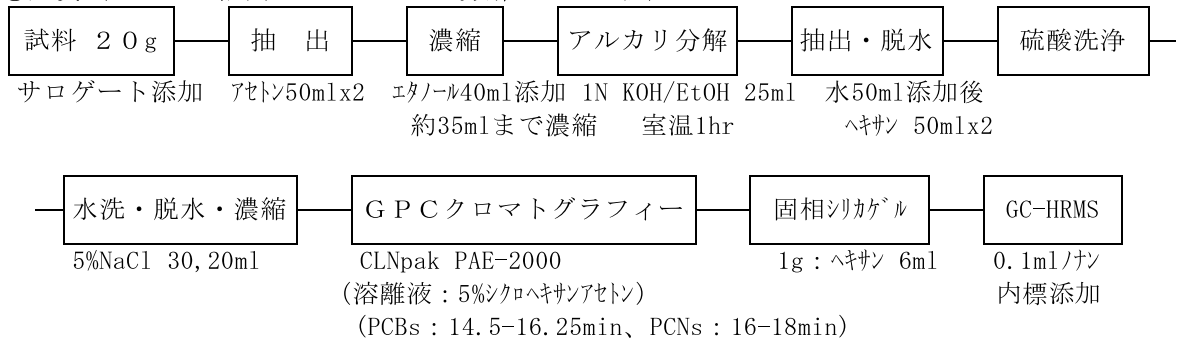 試料 ２０g 抽 出 濃縮 アルカリ分解 抽出・脱水 硫酸洗浄
サロゲート添加 ｱｾﾄﾝ50mlx2 ｴﾀﾉｰﾙ40ml添加 1N KOH/EtOH 25ml 水50ml添加後
約35mlまで濃縮 室温1hr ﾍｷｻﾝ 50mlx2
水洗・脱水・濃縮 ＧＰＣクロマトグラフィー 固相ｼﾘｶｹﾞﾙ GC-HRMS
5%NaCl 30,20ml CLNpak PAE-2000 1g：ﾍｷｻﾝ 6ml 0.1mlﾉﾅﾝ
(溶離液：5%ｼｸﾛﾍｷｻﾝｱｾﾄﾝ) 内標添加
(PCBs：14.5-16.25min、PCNs：16-18min)